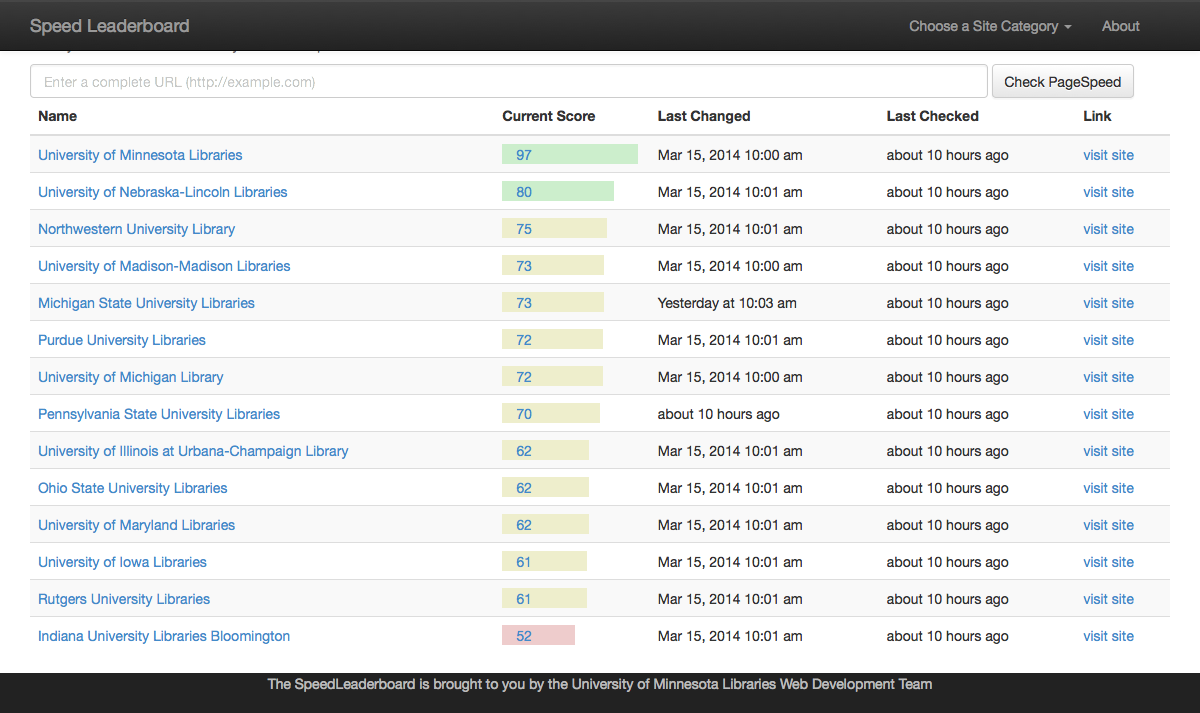 Speed Leaderboard Choose a Site Category About
Enter a complete URL (http://example.com) Check PageSpeed
Name Current Score Last Changed Last Checked Link
University of Minnesota Libraries 97 Mar 15, 2014 10:00 am about 10 hours ago visit site
University of Nebraska-Lincoln Libraries 80 Mar 15, 2014 10:01 am about 10 hours ago visit site
Northwestern University Library 75 Mar 15, 2014 10:01 am about 10 hours ago visit site
University of Madison-Madison Libraries 73 Mar 15, 2014 10:00 am about 10 hours ago visit site
Michigan State University Libraries 73 Yesterday at 10:03 am about 10 hours ago visit site
Purdue University Libraries 72 Mar 15, 2014 10:01 am about 10 hours ago visit site
University of Michigan Library 72 Mar 15, 2014 10:00 am about 10 hours ago visit site
Pennsylvania State University Libraries 70 about 10 hours ago about 10 hours ago visit site
University of Illinois at Urbana-Champaign Library 62 Mar 15, 2014 10:01 am about 10 hours ago visit site
Ohio State University Libraries 62 Mar 15, 2014 10:01 am about 10 hours ago visit site
University of Maryland Libraries 62 Mar 15, 2014 10:01 am about 10 hours ago visit site
University of Iowa Libraries 61 Mar 15, 2014 10:01 am about 10 hours ago visit site
Rutgers University Libraries 61 Mar 15, 2014 10:01 am about 10 hours ago visit site
Indiana University Libraries Bloomington 52 Mar 15, 2014 10:01 am about 10 hours ago visit site
The SpeedLeaderboard is brought to you by the University of Minnesota Libraries Web Development Team